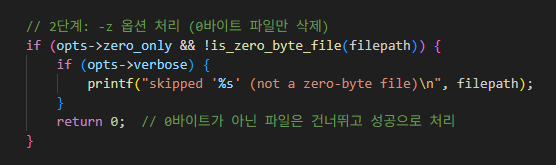 // 2단계: -z 옵션 처리 (0바이트 파일만 삭제)
if (opts->zero_only && !is_zero_byte_file(filepath)) {
    if (opts->verbose) {
        printf("skipped '%s' (not a zero-byte file)\n", filepath);
    }
    return 0;  // 0바이트가 아닌 파일은 건너뛰고 성공으로 처리
}